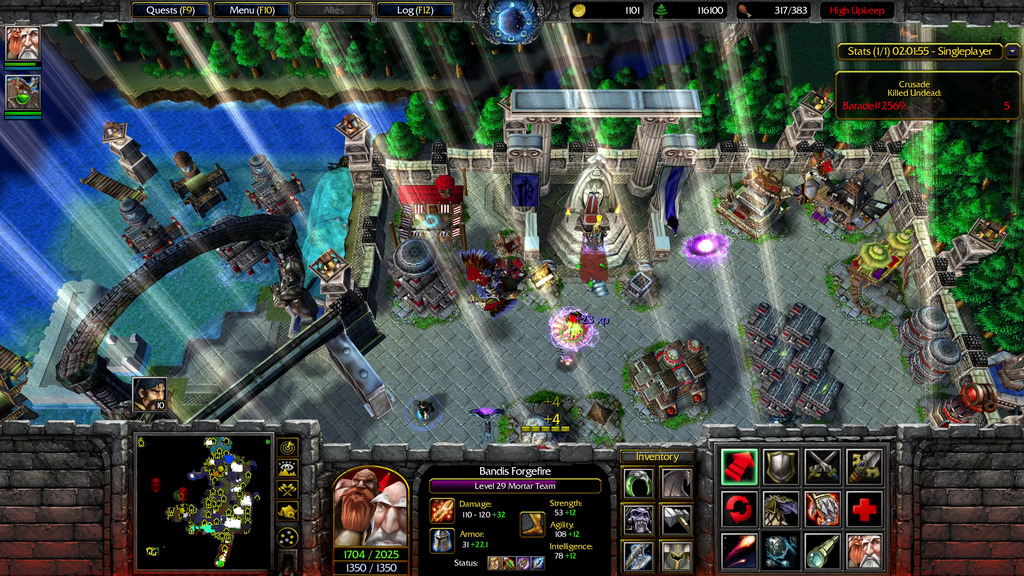 Quests (F9) Menu (F10) Allies Log (F12) 1101 116100 317/383 High Upkeep
Stats (1/1) 02:01:55 - Singleplayer
Crusade
Killed Undead:
Barade#2569 5
xp
+4
+4
10
Bandis Forgefire
Level 29 Mortar Team
Inventory
Damage:
110 - 120 +32
Armor:
31 +22.1
Status:
Strength:
53 +12
Agility:
108 +12
Intelligence:
78 +12
1704 / 2025
1350 / 1350